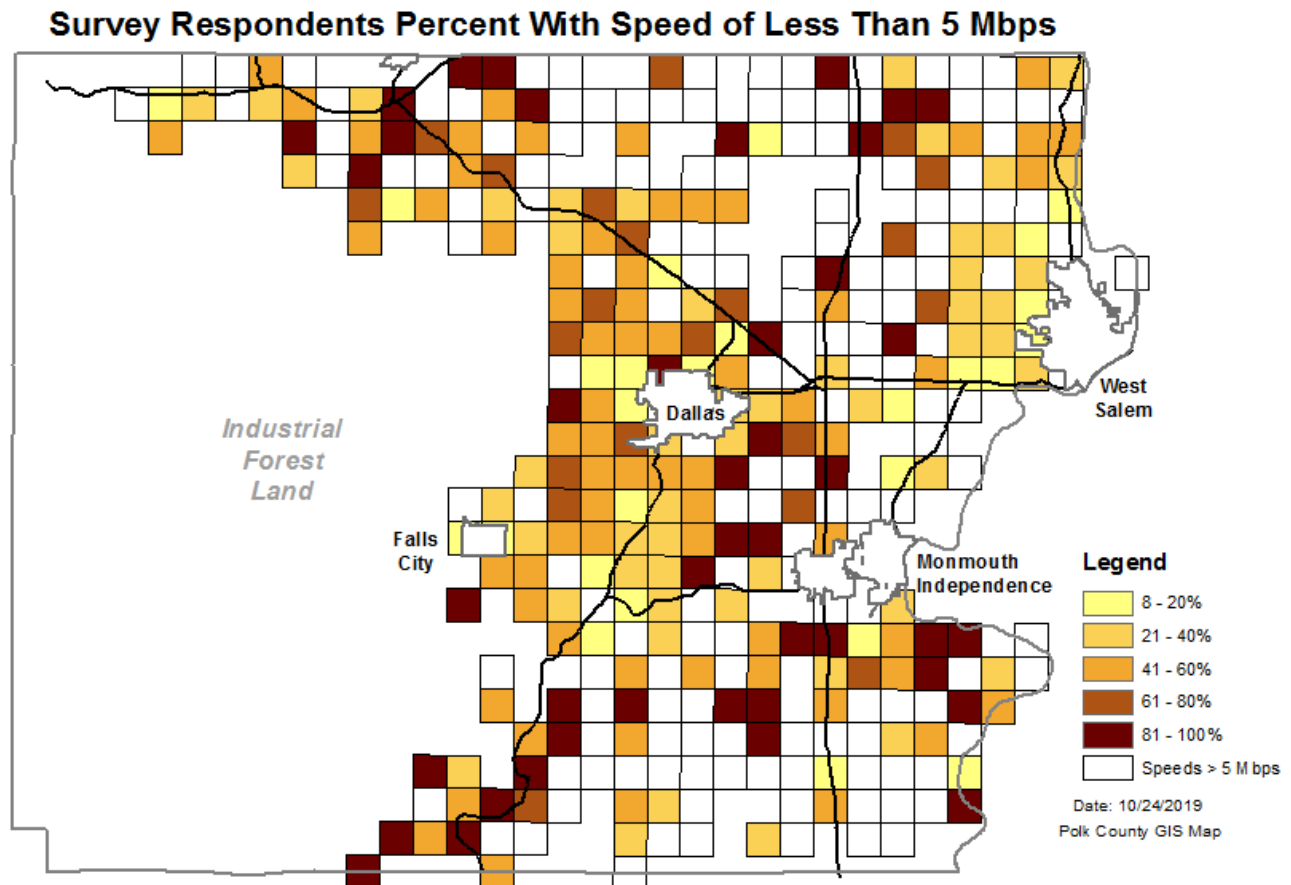 Survey Respondents Percent With Speed of Less Than 5 Mbps
West
Salem
Dallas
Industrial
Forest
Land
Falls
City
Monmouth
Independence
Legend
8 - 20%
21 - 40%
41 - 60%
61 - 80%
81 - 100%
Speeds > 5 Mbps
Date: 10/24/2019
Polk County GIS Map